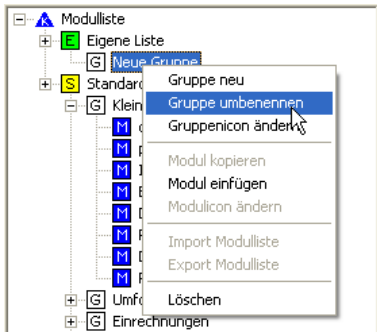 Modulliste
E Eigene Liste
G Neue Gruppe
S Standard
G Klein
M
M
M
M
M
M
M
M
G Umfo
G Einrechnungen
Gruppe neu
Gruppe umbenennen
Gruppenicon ändern
Modul kopieren
Modul einfügen
Modulicon ändern
Import Modulliste
Export Modulliste
Löschen